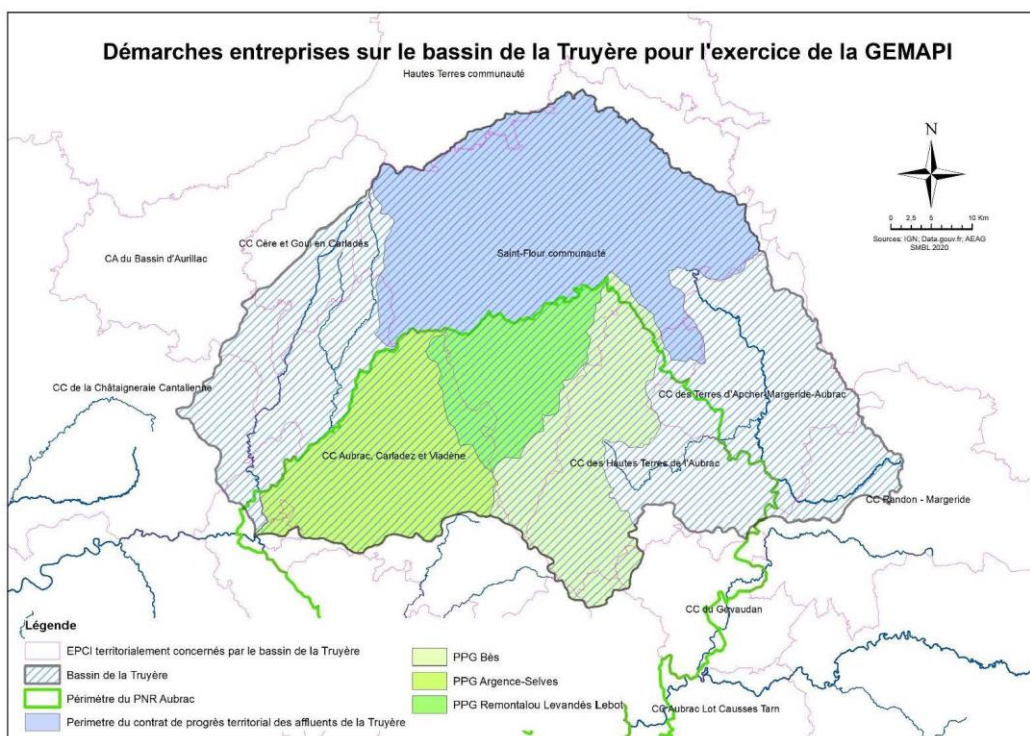 Démarches entreprises sur le bassin de la Truyère pour l'exercice de la GEMAPI
Hautes Terres communauté
N
0 2,5 5 10 Km
Sources: IGN; Data.gouv.fr; AEAG
SMBL 2020
CC Cère et Goul en Carladès
CA du Bassin d'Aurillac
Saint-Flour communauté
CC de la Châtaigneraie Cantalienne
CC des Terres d'Apcher-Margeride-Aubrac
CC Aubrac, Carladez et Viadène
CC des Hautes Terres de l'Aubrac
CC Randon - Margeride
CC du Gévaudan
CC Aubrac Lot Causses Tarn
Légende
EPCI territorialement concernés par le bassin de la Truyère
Bassin de la Truyère
Périmètre du PNR Aubrac
Perimetre du contrat de progrès territorial des affluents de la Truyère
PPG Bès
PPG Argence-Selves
PPG Remontalou Levandès Lebot